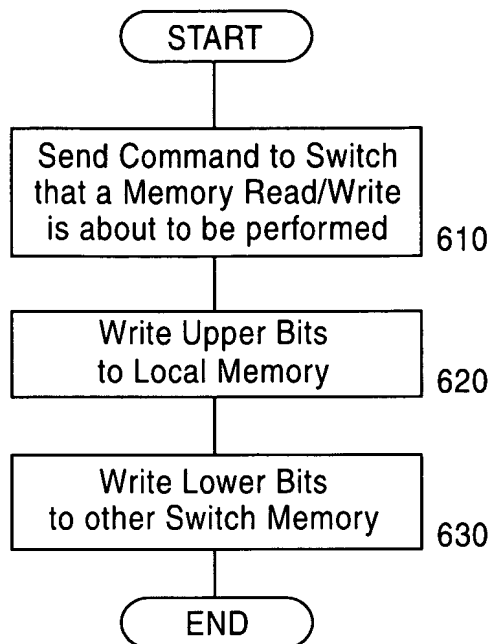 START
Send Command to Switch
that a Memory Read/Write
is about to be performed
610
Write Upper Bits
to Local Memory
620
Write Lower Bits
to other Switch Memory
630
END